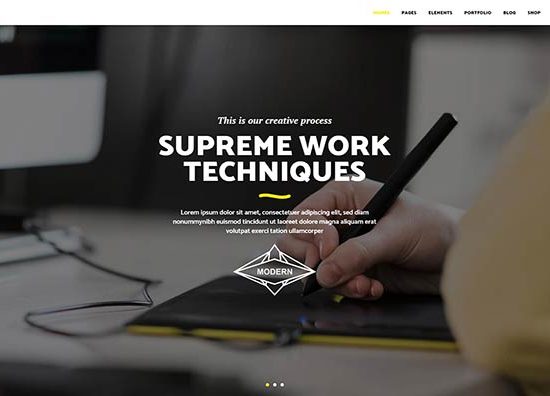 HOMES PAGES ELEMENTS PORTFOLIO BLOG SHOP
This is our creative process
SUPREME WORK
TECHNIQUES
Lorem ipsum dolor sit amet, consectetuer adipiscing elit, sed diam
nonummynibh euismod tincidunt ut laoreet dolore magna aliquam erat
volutpat exerci tation ullamcorper
MODERN